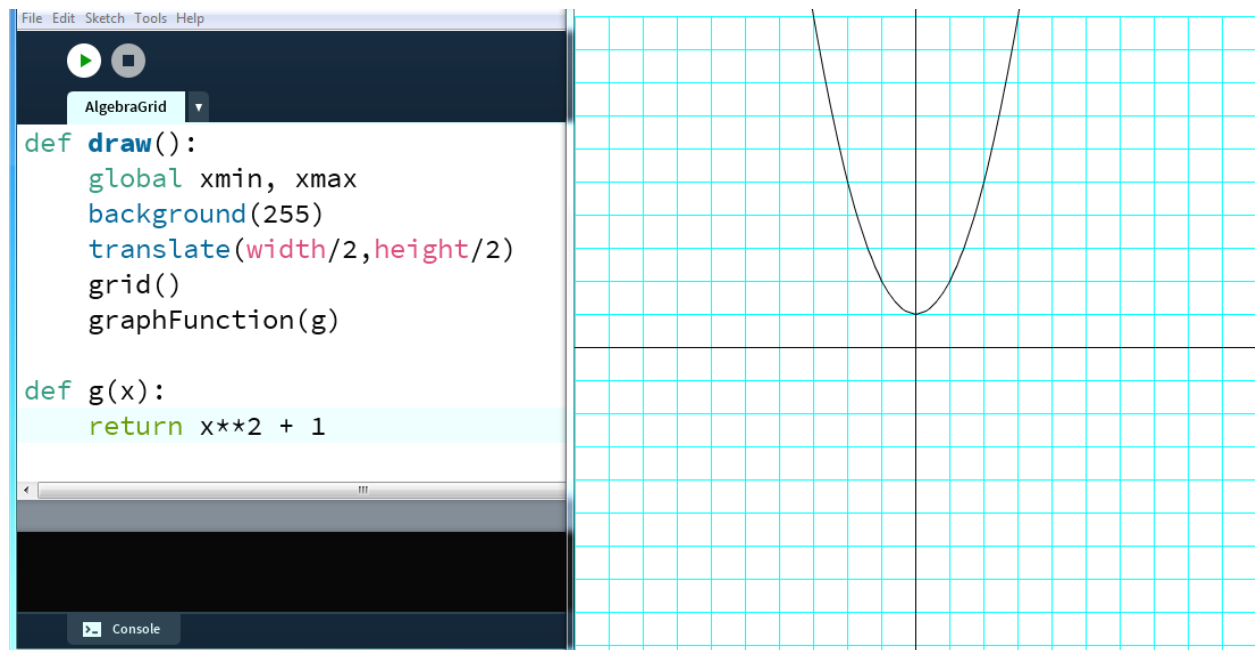 File Edit Sketch Tools Help
AlgebraGrid
def draw():
    global xmin, xmax
    background(255)
    translate(width/2,height/2)
    grid()
    graphFunction(g)
def g(x):
    return x**2 + 1
Console